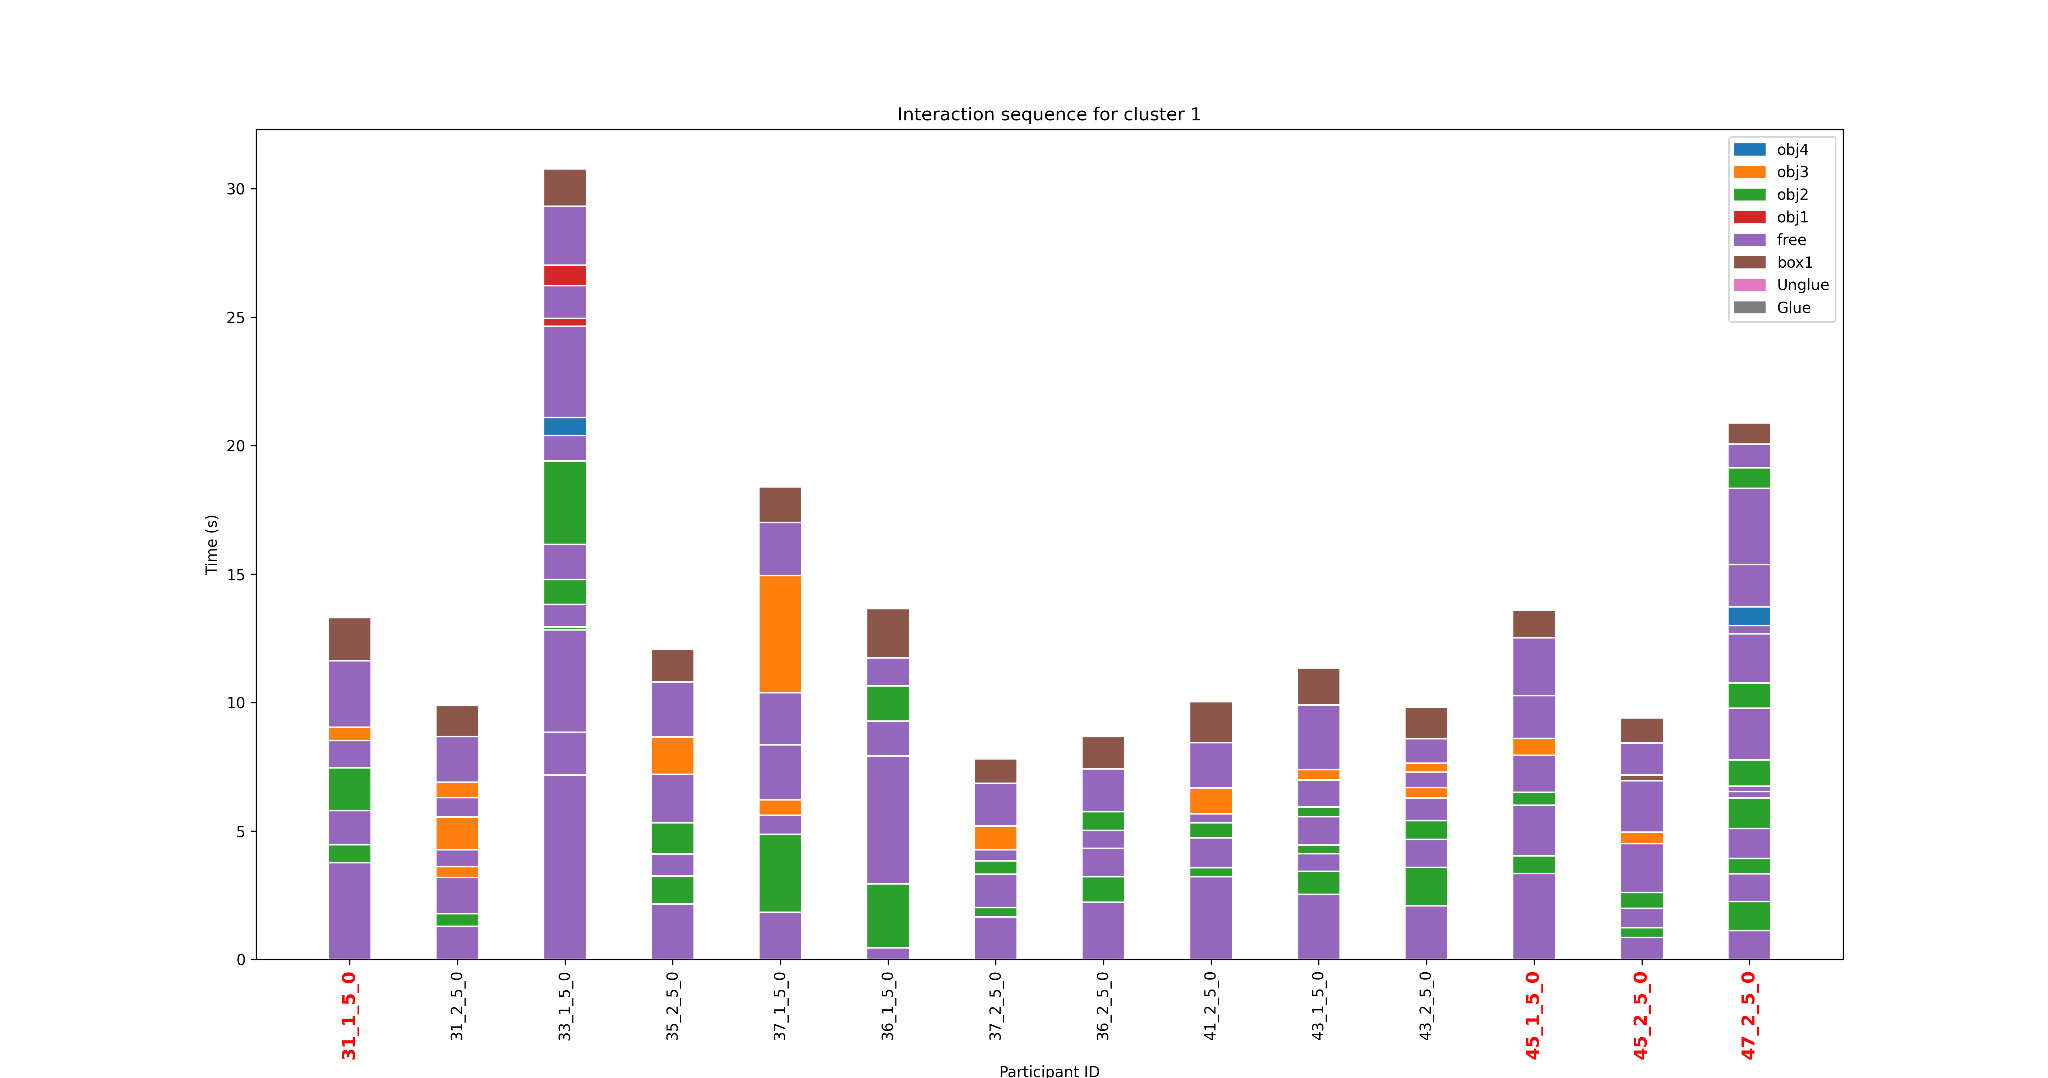 Interaction sequence for cluster 1
obj4
obj3
obj2
obj1
free
box1
Unglue
Glue
Time (s)
30
25
20
15
10
5
0
31_1_5_0
31_2_5_0
33_1_5_0
35_2_5_0
37_1_5_0
36_1_5_0
37_2_5_0
36_2_5_0
41_2_5_0
43_1_5_0
43_2_5_0
45_1_5_0
45_2_5_0
47_2_5_0
Participant ID